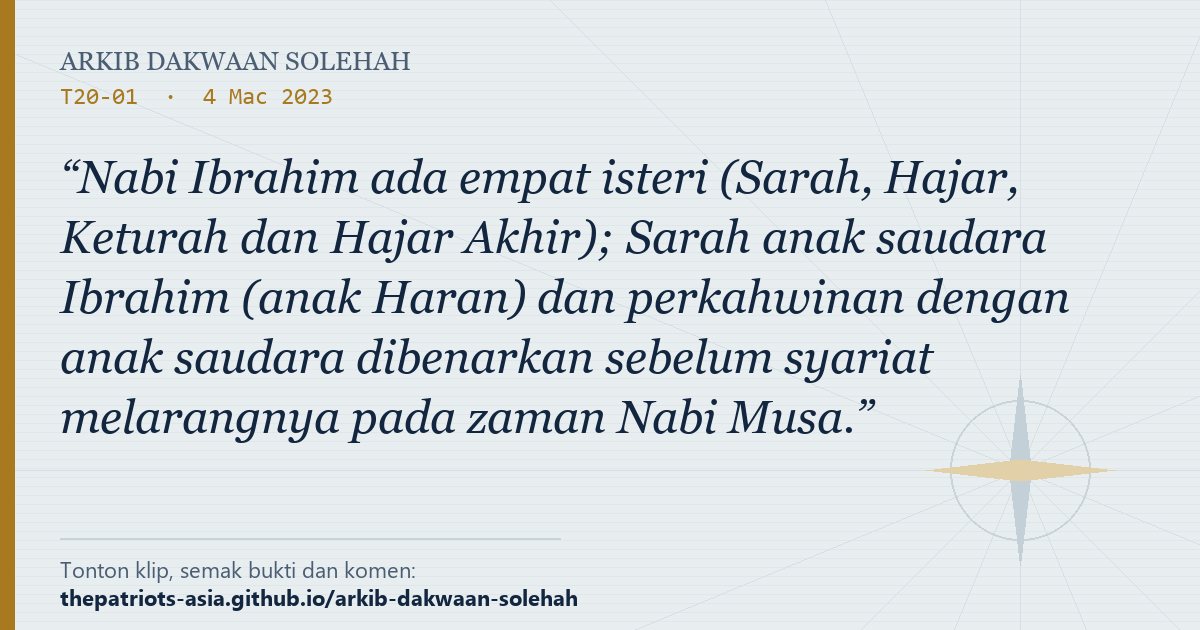 ARKIB DAKWAAN SOLEHAH
T20-01 · 4 Mac 2023
“Nabi Ibrahim ada empat isteri (Sarah, Hajar,
Keturah dan Hajar Akhir); Sarah anak saudara
Ibrahim (anak Haran) dan perkahwinan dengan
anak saudara dibenarkan sebelum syariat
melarangnya pada zaman Nabi Musa.”
Tonton klip, semak bukti dan komen:
thepatriots-asia.github.io/arkib-dakwaan-solehah